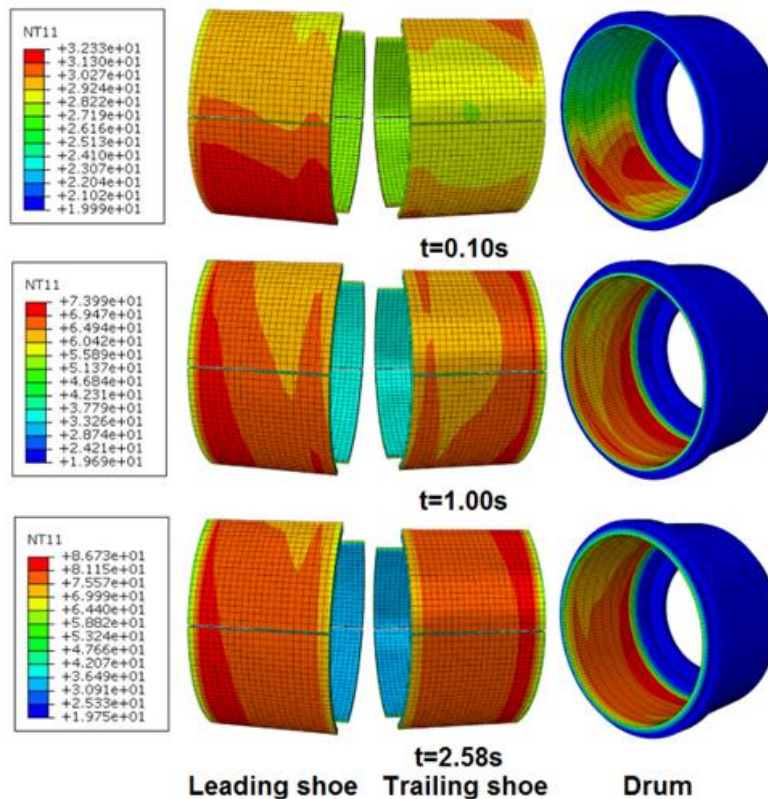 NT11
+3.233e+01
+3.130e+01
+3.027e+01
+2.924e+01
+2.822e+01
+2.719e+01
+2.616e+01
+2.513e+01
+2.410e+01
+2.307e+01
+2.204e+01
+2.102e+01
+1.999e+01
t=0.10s
NT11
+7.399e+01
+6.947e+01
+6.494e+01
+6.042e+01
+5.589e+01
+5.137e+01
+4.684e+01
+4.231e+01
+3.779e+01
+3.326e+01
+2.874e+01
+2.421e+01
+1.969e+01
t=1.00s
NT11
+8.673e+01
+8.115e+01
+7.557e+01
+6.999e+01
+6.440e+01
+5.882e+01
+5.324e+01
+4.766e+01
+4.207e+01
+3.649e+01
+3.091e+01
+2.533e+01
+1.975e+01
t=2.58s
Leading shoe Trailing shoe Drum